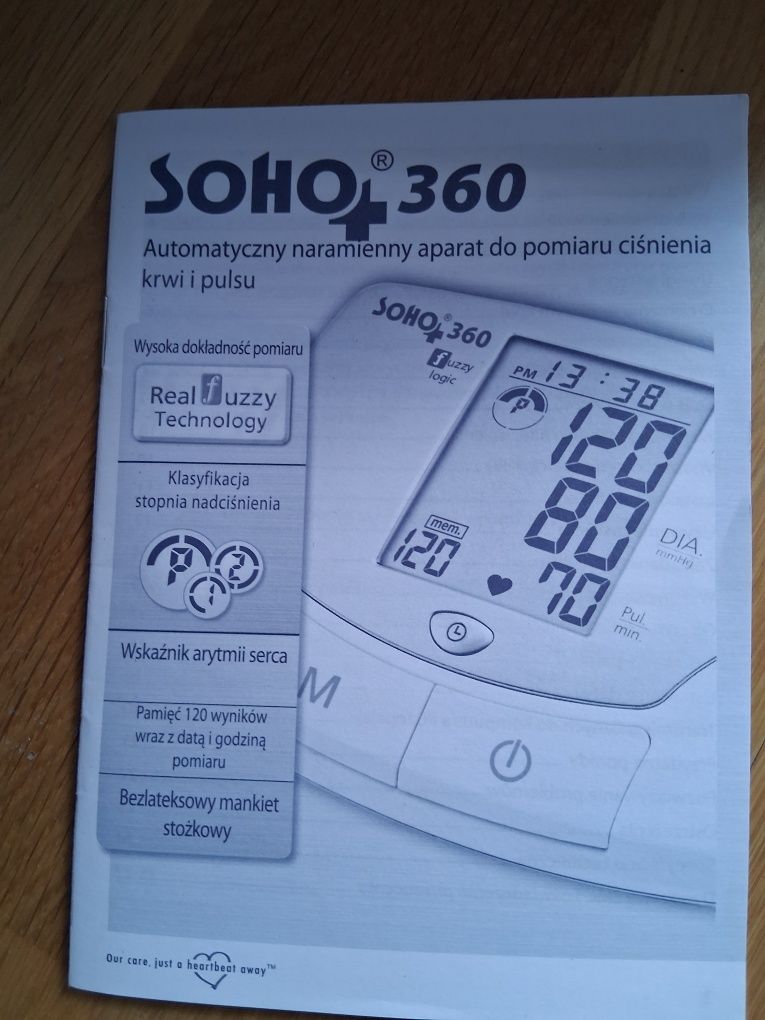 SOHO® 360
Automatyczny naramienny aparat do pomiaru ciśnienia
krwi i pulsu
Wysoka dokładność pomiaru
Real fuzzy
Technology
Klasyfikacja
stopnia nadciśnienia
P 2
1
Wskaźnik arytmii serca
Pamięć 120 wyników
wraz z datą i godziną
pomiaru
Bezlateksowy mankiet
stożkowy
SOHO® 360
fuzzy
logic
PM 13:38
P
120
80
DIA.
mmHg
mem.
120
70
Pul.
min.
M
Our care, just a heartbeat away™